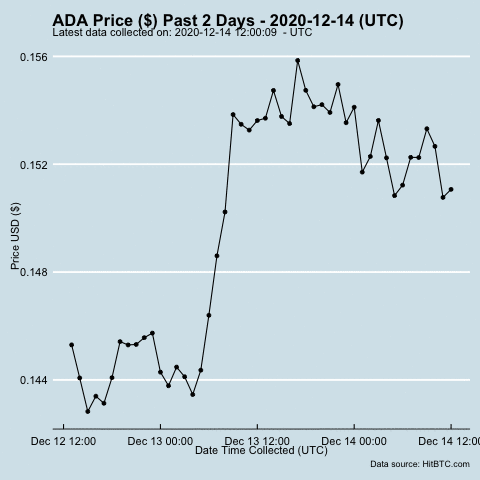 ADA Price ($) Past 2 Days - 2020-12-14 (UTC)
Latest data collected on: 2020-12-14 12:00:09 - UTC
0.156
0.152
0.148
0.144
Price USD ($)
Dec 12 12:00 Dec 13 00:00 Dec 13 12:00 Dec 14 00:00 Dec 14 12:00
Date Time Collected (UTC)
Data source: HitBTC.com